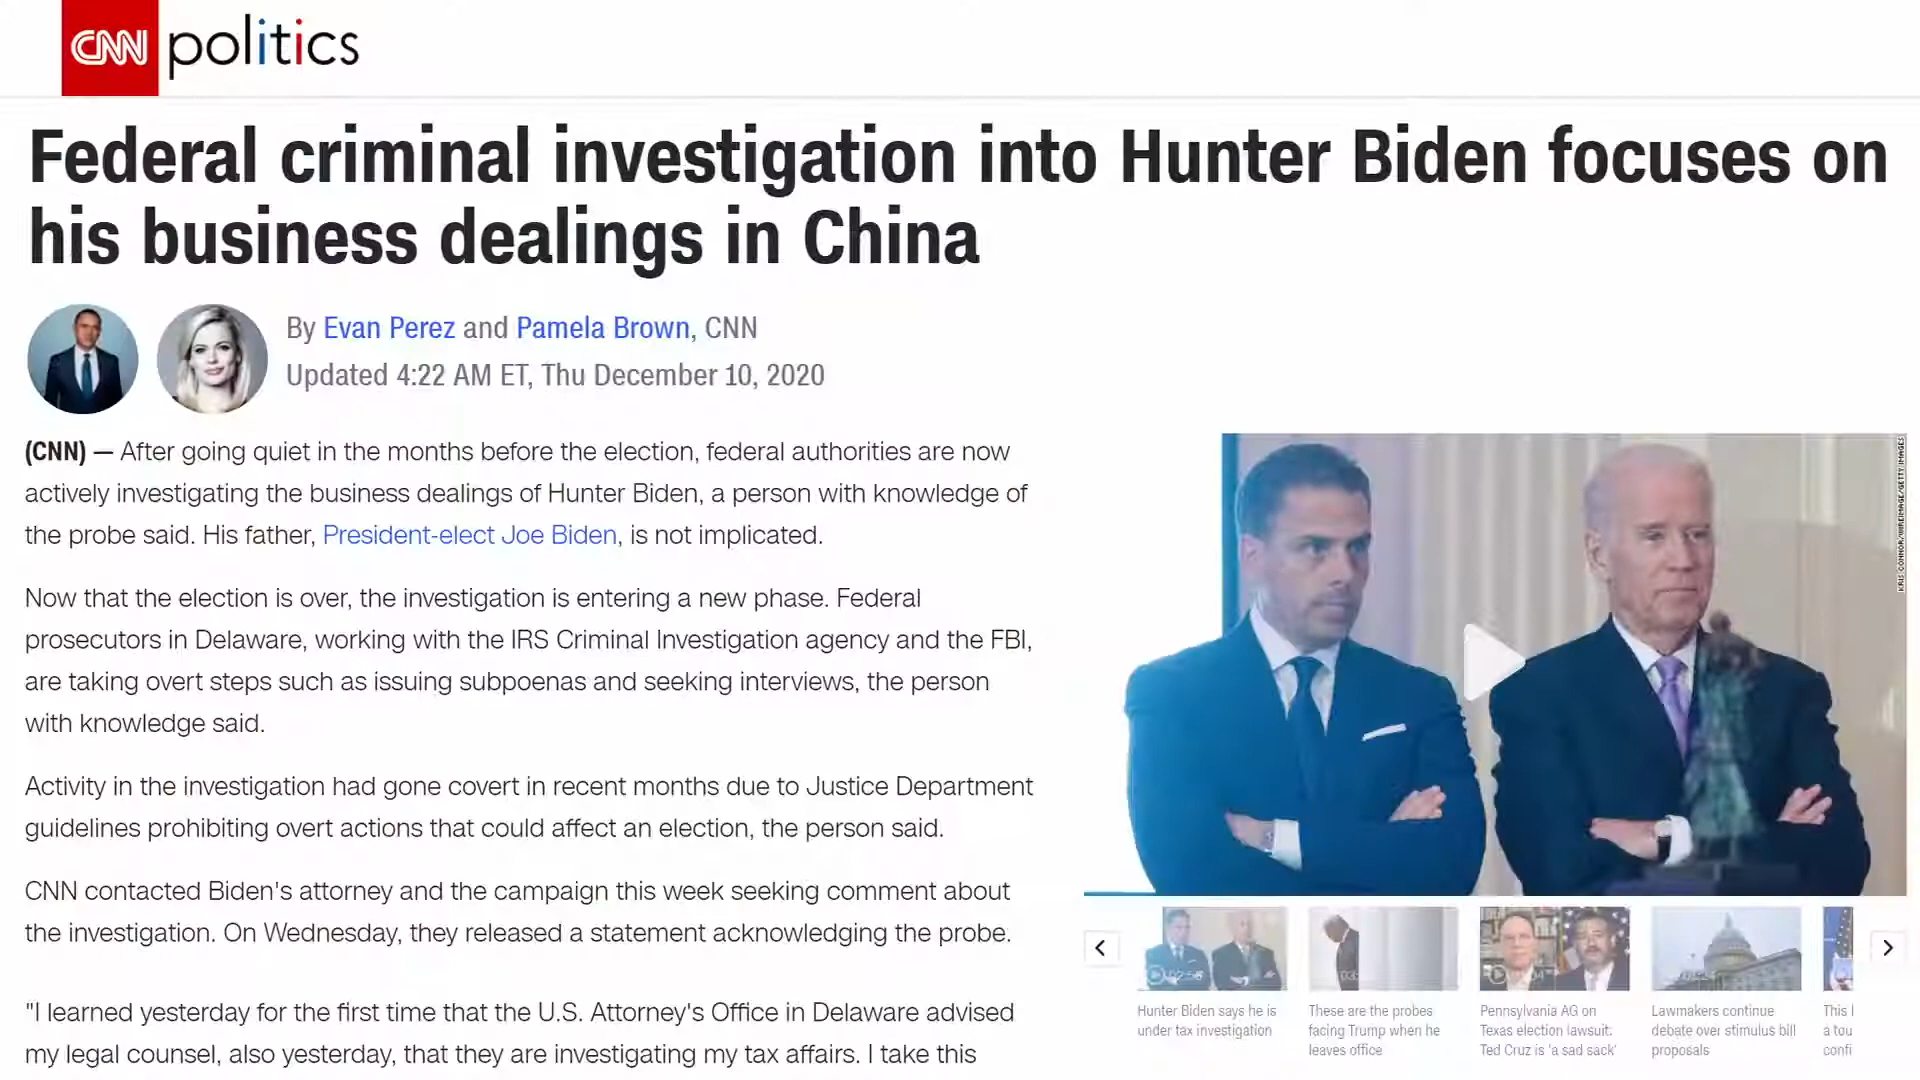 CNN politics
Federal criminal investigation into Hunter Biden focuses on
his business dealings in China
By Evan Perez and Pamela Brown, CNN
Updated 4:22 AM ET, Thu December 10, 2020
(CNN) — After going quiet in the months before the election, federal authorities are now
actively investigating the business dealings of Hunter Biden, a person with knowledge of
the probe said. His father, President-elect Joe Biden, is not implicated.
Now that the election is over, the investigation is entering a new phase. Federal
prosecutors in Delaware, working with the IRS Criminal Investigation agency and the FBI,
are taking overt steps such as issuing subpoenas and seeking interviews, the person
with knowledge said.
Activity in the investigation had gone covert in recent months due to Justice Department
guidelines prohibiting overt actions that could affect an election, the person said.
CNN contacted Biden's attorney and the campaign this week seeking comment about
the investigation. On Wednesday, they released a statement acknowledging the probe.
"I learned yesterday for the first time that the U.S. Attorney's Office in Delaware advised
my legal counsel, also yesterday, that they are investigating my tax affairs. I take this
KRIS CONNOR/WIREIMAGE/GETTY IMAGES
Hunter Biden says he is
under tax investigation
These are the probes
facing Trump when he
leaves office
Pennsylvania AG on
Texas election lawsuit:
Ted Cruz is 'a sad sack'
Lawmakers continue
debate over stimulus bill
proposals
This
a tou
confi